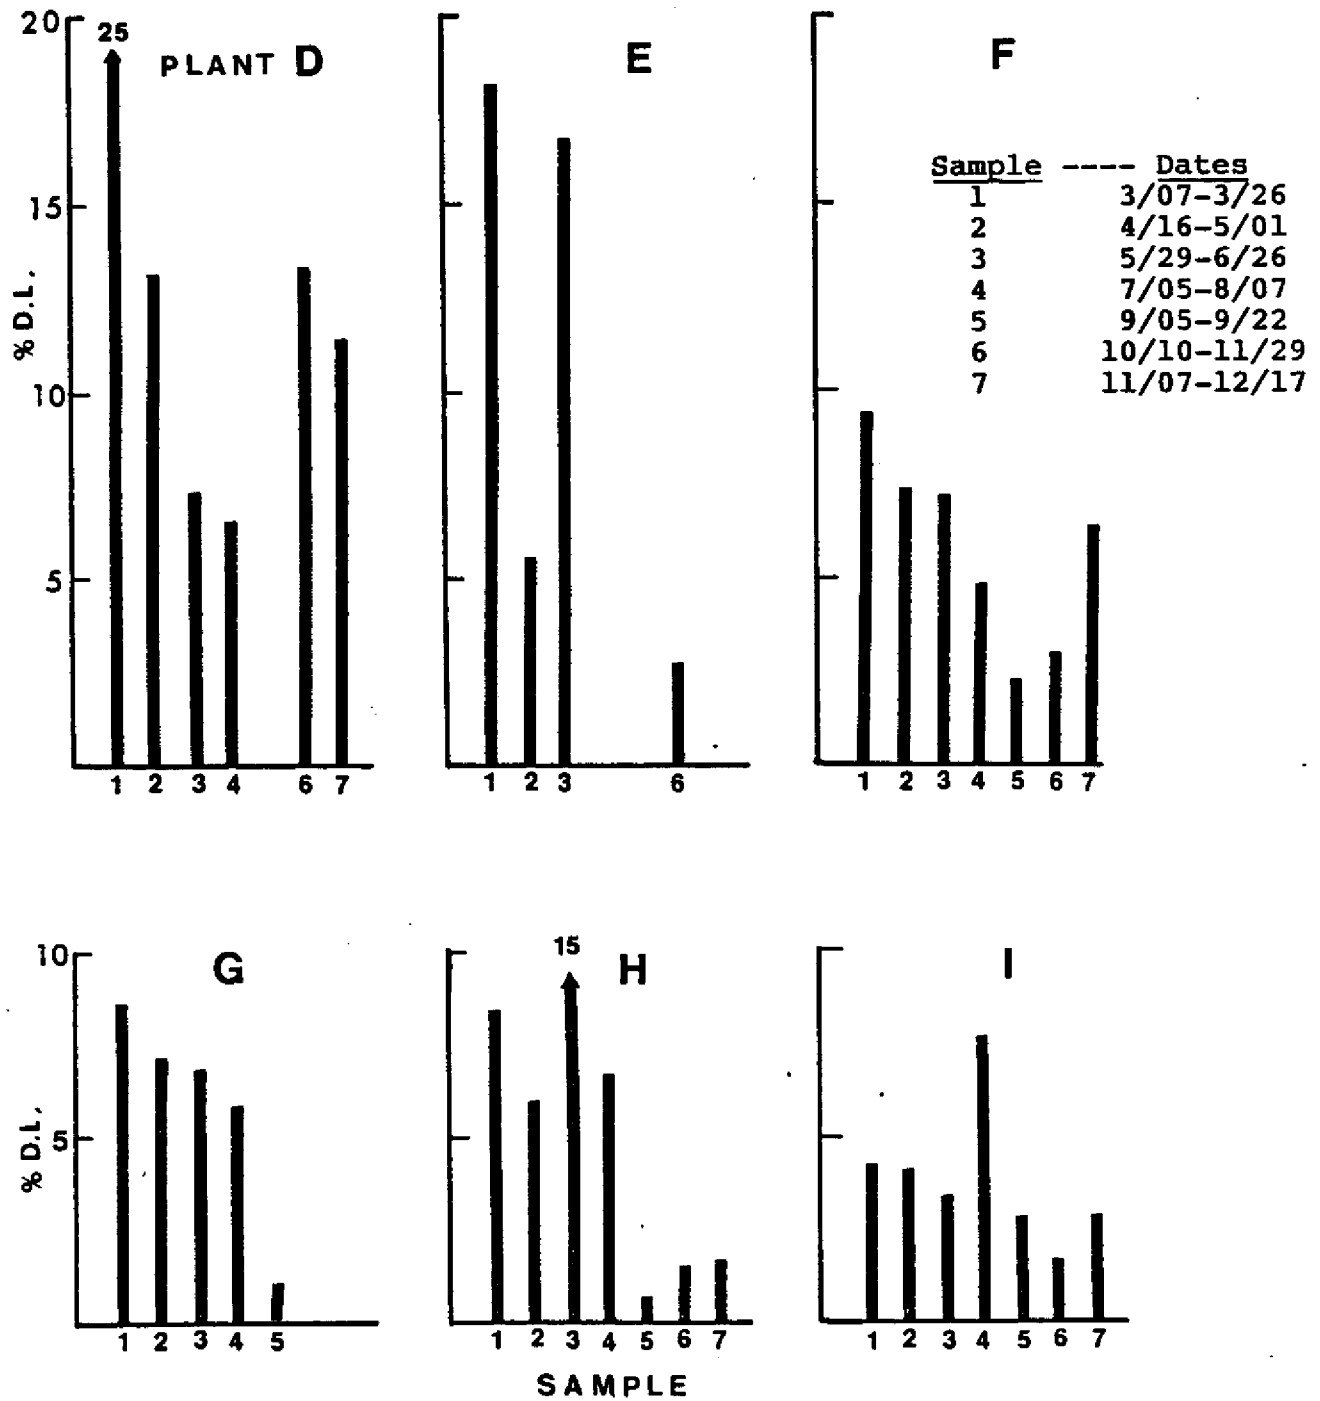 20
25
PLANT D
15
10
5
% D.L.
1 2 3 4 6 7
E
1 2 3 6
F
Sample ---- Dates
1 3/07-3/26
2 4/16-5/01
3 5/29-6/26
4 7/05-8/07
5 9/05-9/22
6 10/10-11/29
7 11/07-12/17
1 2 3 4 5 6 7
10
G
5
% D.L.
1 2 3 4 5
15
H
1 2 3 4 5 6 7
I
1 2 3 4 5 6 7
SAMPLE